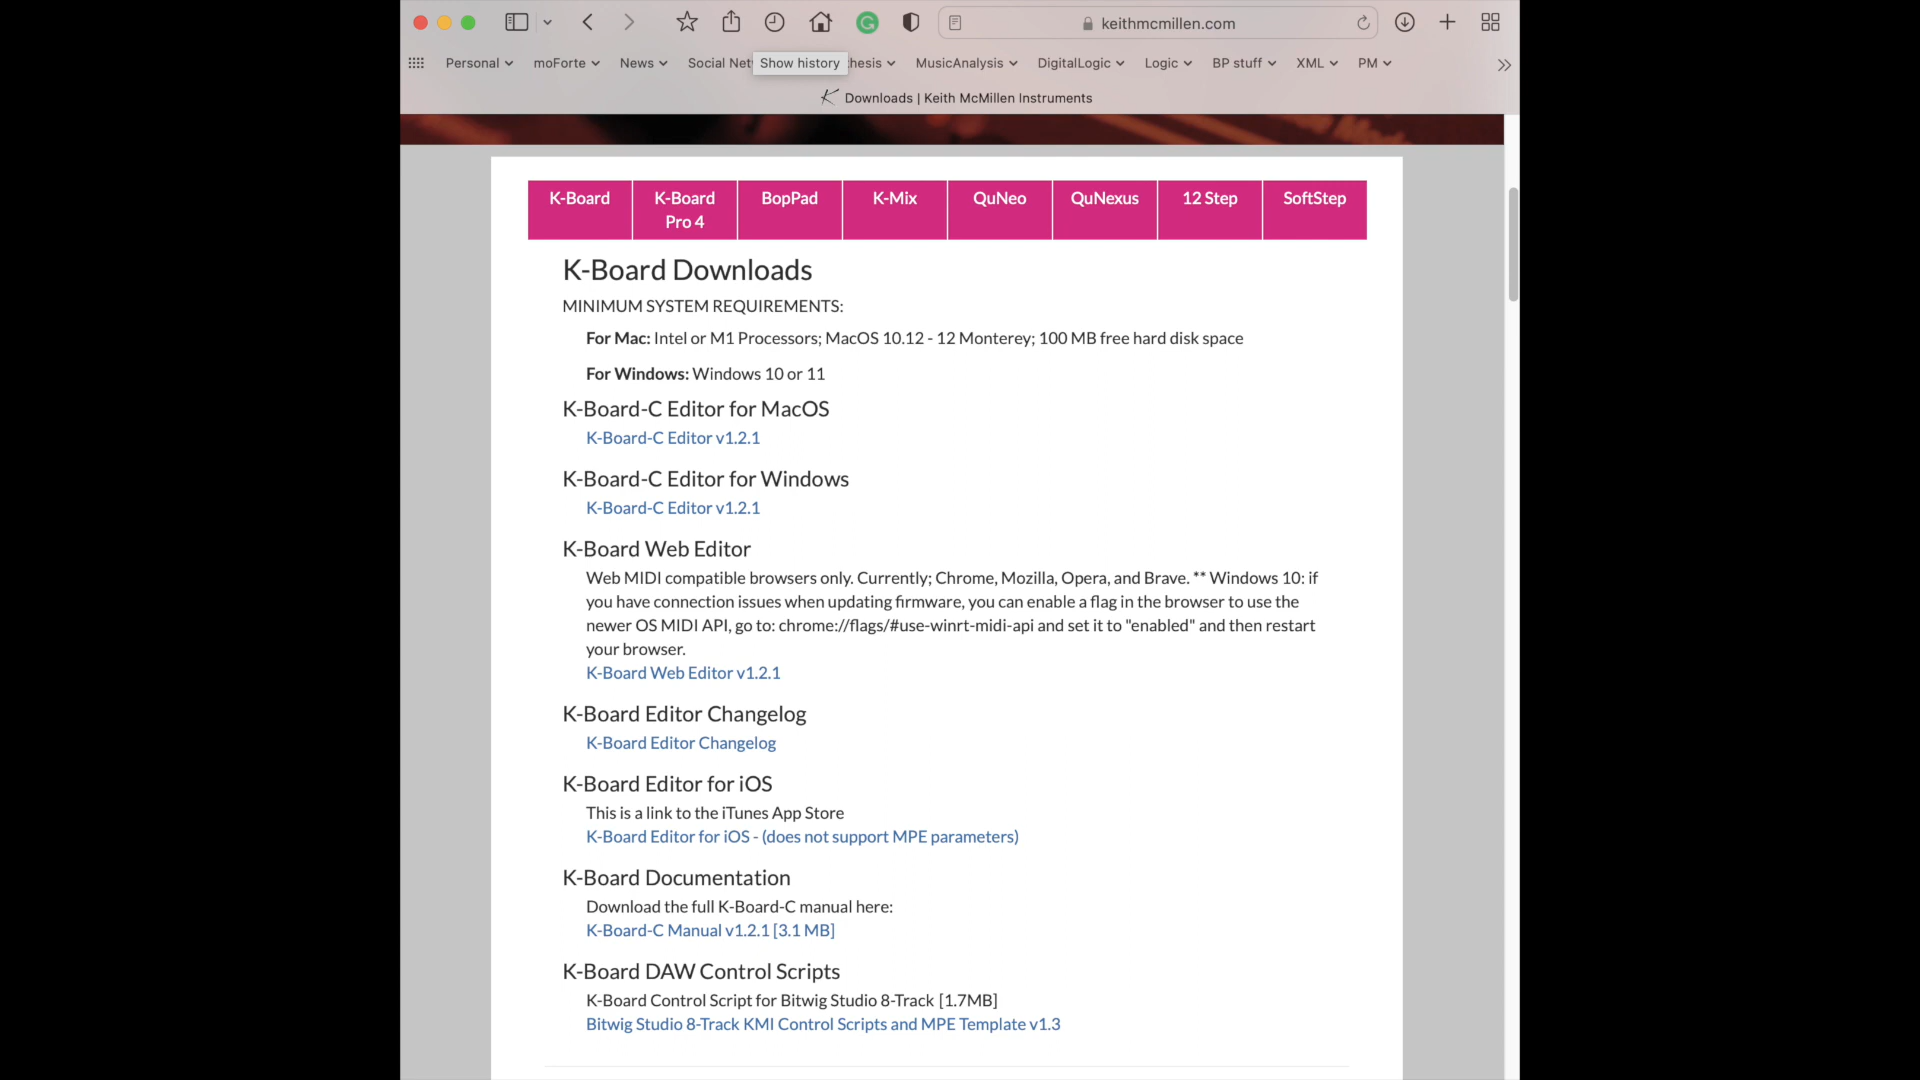 keithmcmillen.com
Personal moForte News Social Net Show history hesis MusicAnalysis DigitalLogic Logic BP stuff XML PM
Downloads | Keith McMillen Instruments
K-Board K-Board Pro 4 BopPad K-Mix QuNeo QuNexus 12 Step SoftStep
K-Board Downloads
MINIMUM SYSTEM REQUIREMENTS:
For Mac: Intel or M1 Processors; MacOS 10.12 - 12 Monterey; 100 MB free hard disk space
For Windows: Windows 10 or 11
K-Board-C Editor for MacOS
K-Board-C Editor v1.2.1
K-Board-C Editor for Windows
K-Board-C Editor v1.2.1
K-Board Web Editor
Web MIDI compatible browsers only. Currently; Chrome, Mozilla, Opera, and Brave. ** Windows 10: if
you have connection issues when updating firmware, you can enable a flag in the browser to use the
newer OS MIDI API, go to: chrome://flags/#use-winrt-midi-api and set it to "enabled" and then restart
your browser.
K-Board Web Editor v1.2.1
K-Board Editor Changelog
K-Board Editor Changelog
K-Board Editor for iOS
This is a link to the iTunes App Store
K-Board Editor for iOS - (does not support MPE parameters)
K-Board Documentation
Download the full K-Board-C manual here:
K-Board-C Manual v1.2.1 [3.1 MB]
K-Board DAW Control Scripts
K-Board Control Script for Bitwig Studio 8-Track [1.7MB]
Bitwig Studio 8-Track KMI Control Scripts and MPE Template v1.3